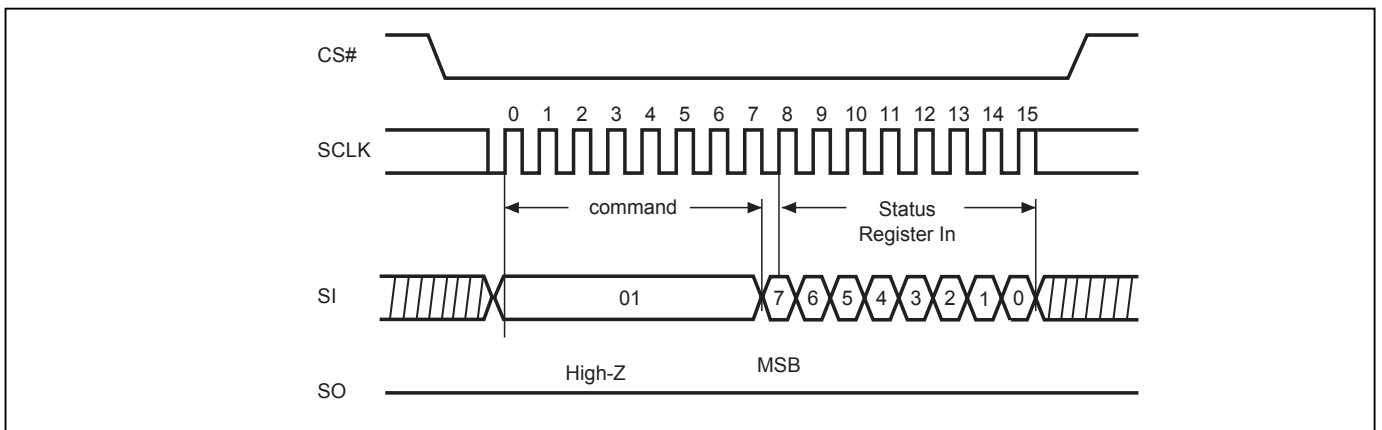 CS#
0 1 2 3 4 5 6 7 8 9 10 11 12 13 14 15
SCLK
command
Status
Register In
SI
01
7 6 5 4 3 2 1 0
MSB
High-Z
SO